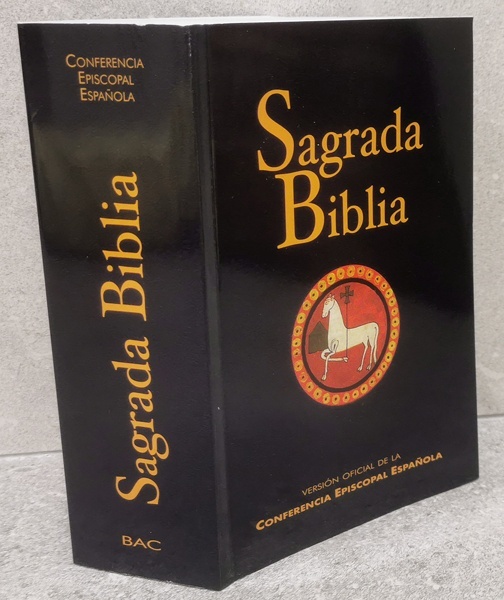 Conferencia
Episcopal
Española
Sagrada Biblia
BAC
Sagrada
Biblia
VERSIÓN OFICIAL DE LA
Conferencia Episcopal Española